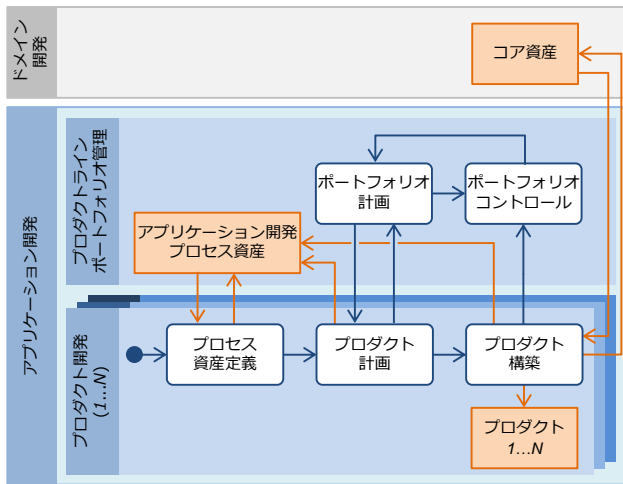 ドメイン
開発
コア資産
アプリケーション開発
プロダクトライン
ポートフォリオ管理
ポートフォリオ
計画
ポートフォリオ
コントロール
アプリケーション開発
プロセス資産
プロダクト開発
(1…N)
プロセス
資産定義
プロダクト
計画
プロダクト
構築
プロダクト
1…N